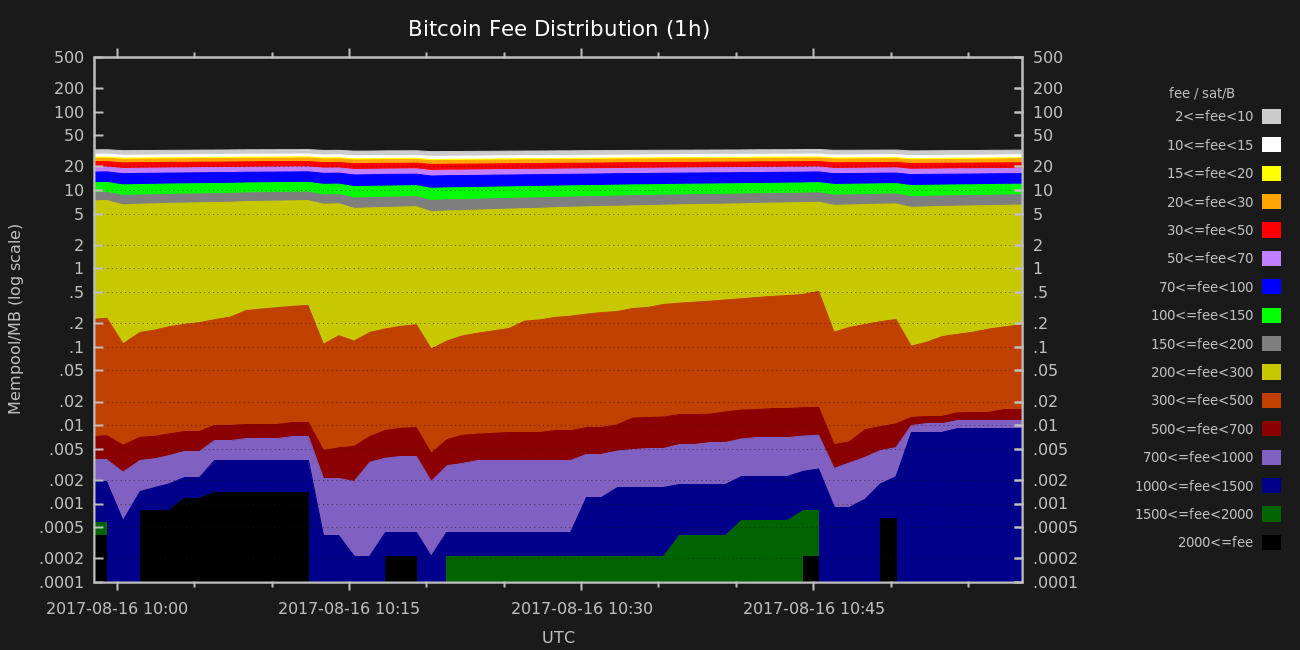 Bitcoin Fee Distribution (1h)
500
200
100
50
20
10
5
2
1
.5
.2
.1
.05
.02
.01
.005
.002
.001
.0005
.0002
.0001
Mempool/MB (log scale)
500
200
100
50
20
10
5
2
1
.5
.2
.1
.05
.02
.01
.005
.002
.001
.0005
.0002
.0001
2017-08-16 10:00
2017-08-16 10:15
2017-08-16 10:30
2017-08-16 10:45
UTC
fee / sat/B
2<=fee<10
10<=fee<15
15<=fee<20
20<=fee<30
30<=fee<50
50<=fee<70
70<=fee<100
100<=fee<150
150<=fee<200
200<=fee<300
300<=fee<500
500<=fee<700
700<=fee<1000
1000<=fee<1500
1500<=fee<2000
2000<=fee